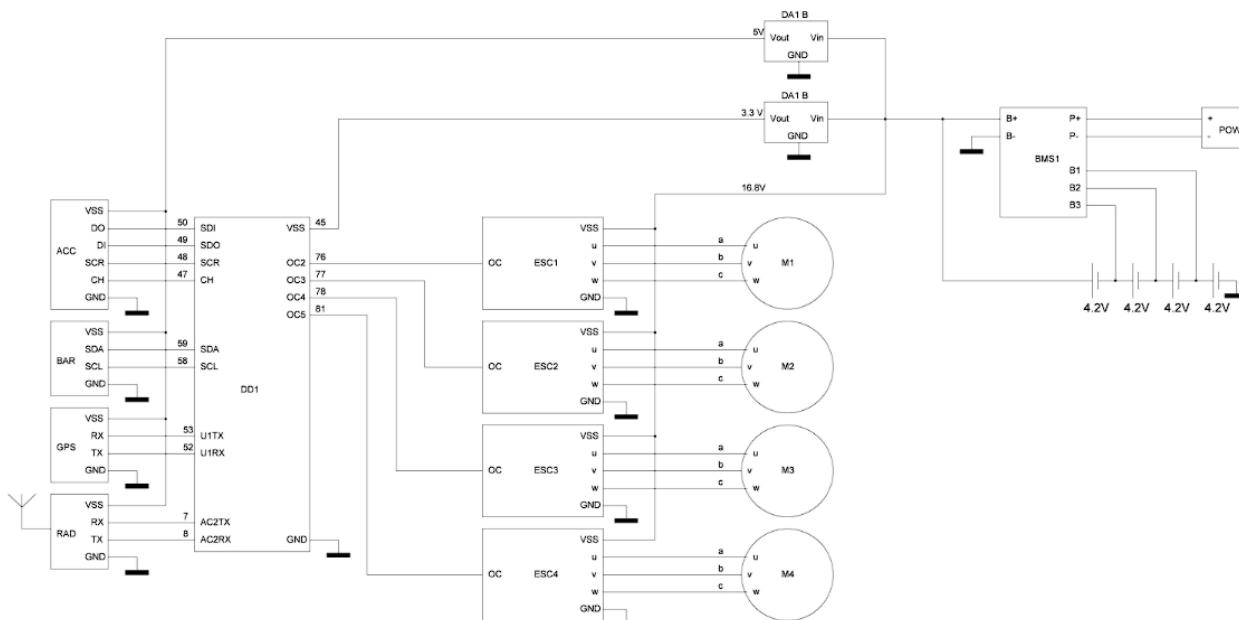 DA1 B
5V
Vout Vin
GND
DA1 B
3.3 V
Vout Vin
GND
16.8V
B+ P+
B- P-
BMS1
B1
B2
B3
+
-
POW
4.2V 4.2V 4.2V 4.2V
ACC
VSS
DO
DI
SCR
CH
GND
50
49
48
47
BAR
VSS
SDA
SCL
GND
59
58
GPS
VSS
RX
TX
GND
53
52
RAD
VSS
RX
TX
GND
7
8
DD1
SDI
SDO
SCR
CH
SDA
SCL
U1TX
U1RX
AC2TX
AC2RX
VSS
OC2
OC3
OC4
OC5
GND
45
76
77
78
81
OC ESC1
VSS
u
v
w
GND
a
b
c
u
v
w
M1
OC ESC2
VSS
u
v
w
GND
a
b
c
u
v
w
M2
OC ESC3
VSS
u
v
w
GND
a
b
c
u
v
w
M3
OC ESC4
VSS
u
v
w
GND
a
b
c
u
v
w
M4